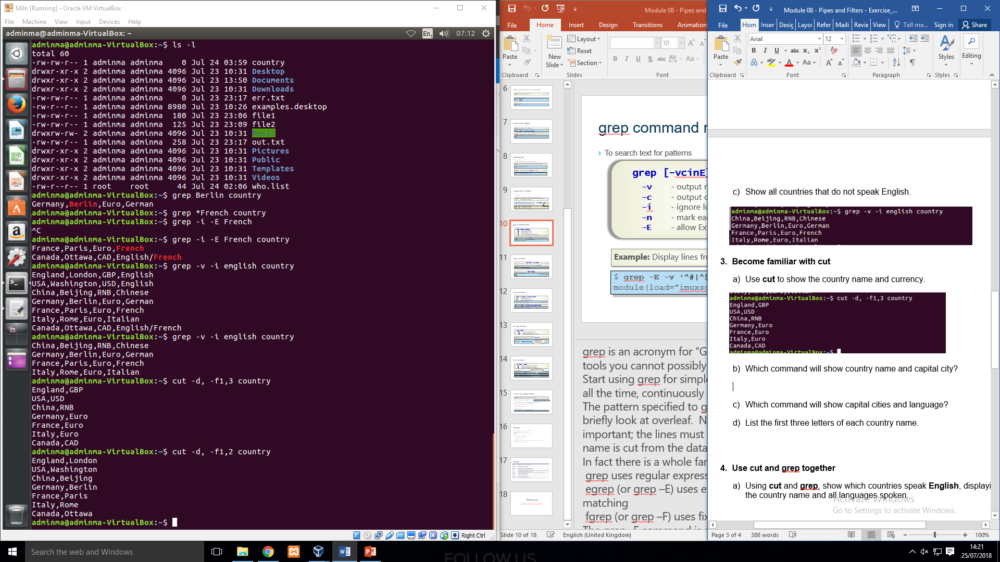 Milo [Running] - Oracle VM VirtualBox
File Machine View Input Devices Help
adminma@adminma-VirtualBox: ~
En1 07:12
adminma@adminma-VirtualBox:~$ ls -l
total 60
-rw-rw-r-- 1 adminma adminma 0 Jul 24 03:59 country
drwxr-xr-x 2 adminma adminma 4096 Jul 23 10:31 Desktop
drwxr-xr-x 2 adminma adminma 4096 Jul 23 13:50 Documents
drwxr-xr-x 2 adminma adminma 4096 Jul 23 10:31 Downloads
-rw-rw-r-- 1 adminma adminma 0 Jul 23 23:17 err.txt
-rw-r--r-- 1 adminma adminma 8980 Jul 23 10:26 examples.desktop
-rw-rw-r-- 1 adminma adminma 180 Jul 23 23:06 file1
-rw-rw-r-- 1 adminma adminma 125 Jul 23 23:09 file2
drwxrw-rw- 2 adminma adminma 4096 Jul 23 10:31 Music
-rw-rw-r-- 1 adminma adminma 258 Jul 23 23:17 out.txt
drwxr-xr-x 2 adminma adminma 4096 Jul 23 10:31 Pictures
drwxr-xr-x 2 adminma adminma 4096 Jul 23 10:31 Public
drwxr-xr-x 2 adminma adminma 4096 Jul 23 10:31 Templates
drwxr-xr-x 2 adminma adminma 4096 Jul 23 10:31 Videos
-rw-r--r-- 1 root root 44 Jul 24 02:06 who.list
adminma@adminma-VirtualBox:~$ grep Berlin country
Germany,Berlin,Euro,German
adminma@adminma-VirtualBox:~$ grep *French country
adminma@adminma-VirtualBox:~$ grep -i -E French
^C
adminma@adminma-VirtualBox:~$ grep -i -E French country
France,Paris,Euro,French
Canada,Ottawa,CAD,English/French
adminma@adminma-VirtualBox:~$ grep -v -i emglish country
England,London,GBP,English
USA,Washington,USD,English
China,Beijing,RNB,Chinese
Germany,Berlin,Euro,German
France,Paris,Euro,French
Italy,Rome,Euro,Italian
Canada,Ottawa,CAD,English/French
adminma@adminma-VirtualBox:~$ grep -v -i english country
China,Beijing,RNB,Chinese
Germany,Berlin,Euro,German
France,Paris,Euro,French
Italy,Rome,Euro,Italian
adminma@adminma-VirtualBox:~$ cut -d, -f1,3 country
England,GBP
USA,USD
China,RNB
Germany,Euro
France,Euro
Italy,Euro
Canada,CAD
adminma@adminma-VirtualBox:~$ cut -d, -f1,2 country
England,London
USA,Washington
China,Beijing
Germany,Berlin
France,Paris
Italy,Rome
Canada,Ottawa
adminma@adminma-VirtualBox:~$
Right Ctrl
Module 08 - Pipes and
File Home Insert Design Transitions Animation
Paste
New Slide
Layout
Reset
Section
10
Clipboard Slides Font
6
7
8
9
10
11
12
13
14
15
16
17
18
Thank you
grep command
› To search text for patterns
grep [-vcinE]
-v - output
-c - output
-i - ignore
-n - mark
-E - allow
Example: Display lines
$ grep -E -v '^#|^$
module(load="imuxso
grep is an acronym for “G
tools you cannot possibly
Start using grep for simple
all the time, continuously
The pattern specified to g
briefly look at overleaf. N
important; the lines must
name is cut from the data
In fact there is a whole fam
grep uses regular express
egrep (or grep –E) uses e
matching
fgrep (or grep –F) uses fix
Slide 10 of 18 English (United Kingdom)
Module 08 - Pipes and Filters - Exercise_...
File Hom Inser Desig Layou Refer Maili Revie View Tell me... Sign in Share
Paste
Arial 12
Styles
Editing
Clipboard Font Paragraph Styles
c) Show all countries that do not speak English.
adminma@adminma-VirtualBox:~$ grep -v -i english country
China,Beijing,RNB,Chinese
Germany,Berlin,Euro,German
France,Paris,Euro,French
Italy,Rome,Euro,Italian
3. Become familiar with cut
a) Use cut to show the country name and currency.
adminma@adminma-VirtualBox:~$ cut -d, -f1,3 country
England,GBP
USA,USD
China,RNB
Germany,Euro
France,Euro
Italy,Euro
Canada,CAD
adminma@adminma-VirtualBox:~$
b) Which command will show country name and capital city?
c) Which command will show capital cities and language?
d) List the first three letters of each country name.
4. Use cut and grep together
a) Using cut and grep, show which countries speak English, displayi
the country name and all languages spoken.
Activate Windows
Go to Settings to activate Windows.
Page 3 of 4 388 words 100%
Search the web and Windows
FOLLOW US
14:21
25/07/2018